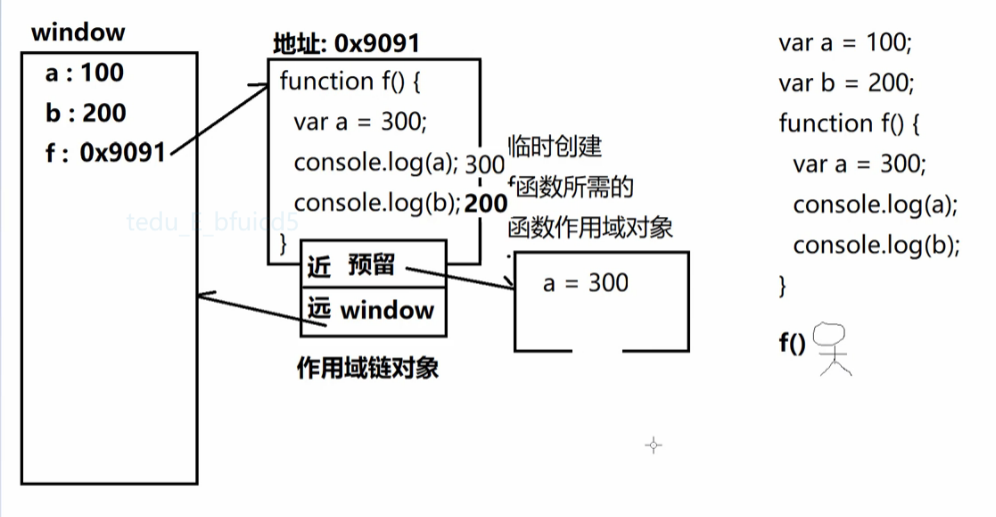 window
a : 100
b : 200
f : 0x9091
地址: 0x9091
function f() {
var a = 300;
console.log(a); 300
console.log(b); 200
}
近 预留
远 window
作用域链对象
临时创建
f函数所需的
函数作用域对象
a = 300
var a = 100;
var b = 200;
function f() {
var a = 300;
console.log(a);
console.log(b);
}
f()